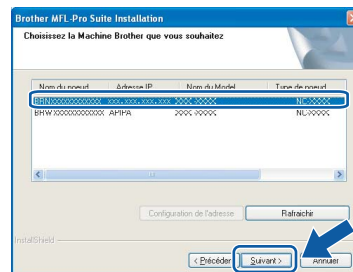 Brother MFL-Pro Suite Installation
Choisissez la Machine Brother que vous souhaitez
Nom du noeud Adresse IP Nom du Model Type de noeud
BRNXXXXXXXXXXXX XXX.XXX.XXX.XXX XXX-XXXX NC-XXXX
BRWXXXXXXXXXXXX APIPA XXX-XXXX NC-XXXX
Configuration de l'adresse Rafraichir
InstallShield
< Précéder Suivant > Annuler